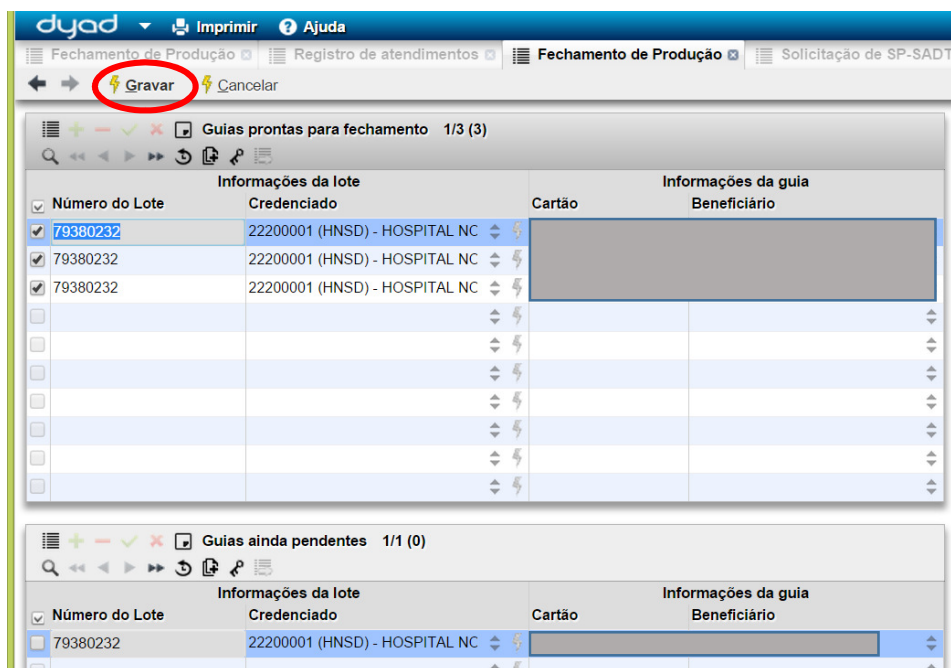 dyad Imprimir Ajuda
Fechamento de Produção Registro de atendimentos Fechamento de Produção Solicitação de SP-SADT
Gravar Cancelar
Guias prontas para fechamento 1/3 (3)
Informações da lote Informações da guia
Número do Lote Credenciado Cartão Beneficiário
79380232 22200001 (HNSD) - HOSPITAL NC
79380232 22200001 (HNSD) - HOSPITAL NC
79380232 22200001 (HNSD) - HOSPITAL NC
Guias ainda pendentes 1/1 (0)
Informações da lote Informações da guia
Número do Lote Credenciado Cartão Beneficiário
79380232 22200001 (HNSD) - HOSPITAL NC